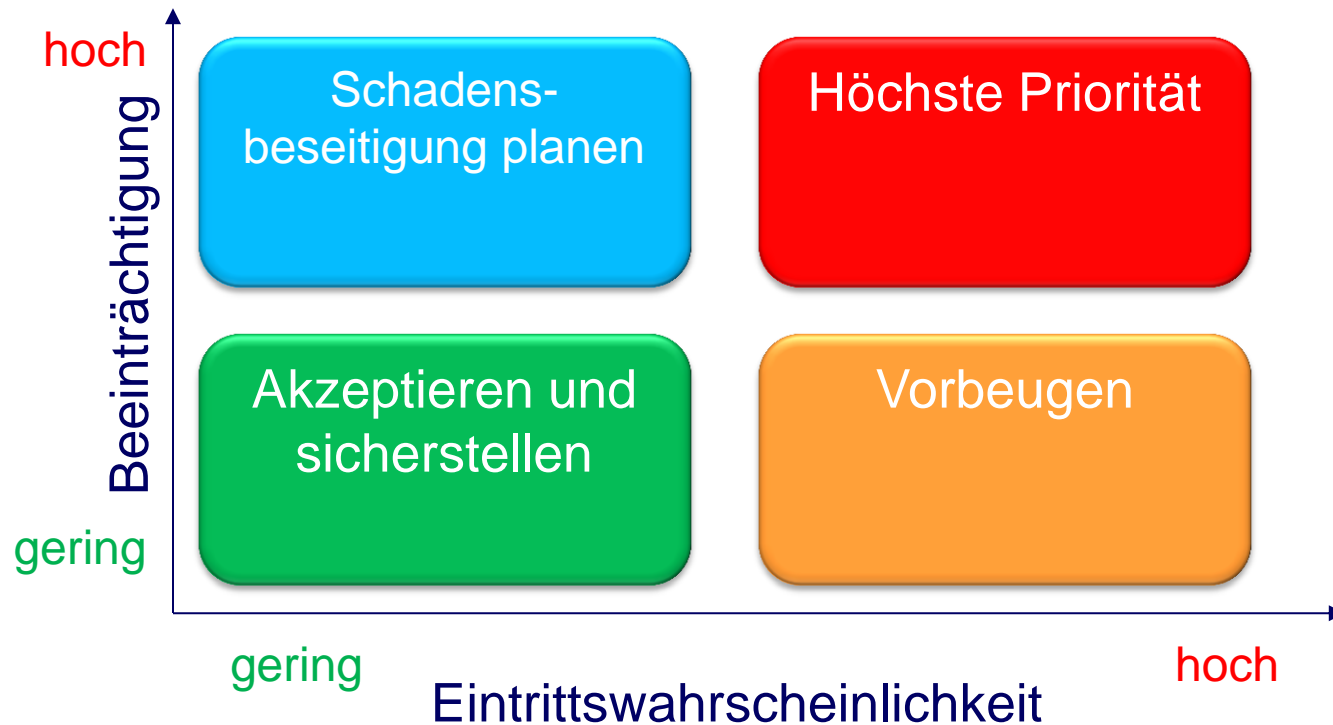 hoch
Beeinträchtigung
gering
Schadens-
beseitigung planen
Höchste Priorität
Akzeptieren und
sicherstellen
Vorbeugen
gering
hoch
Eintrittswahrscheinlichkeit